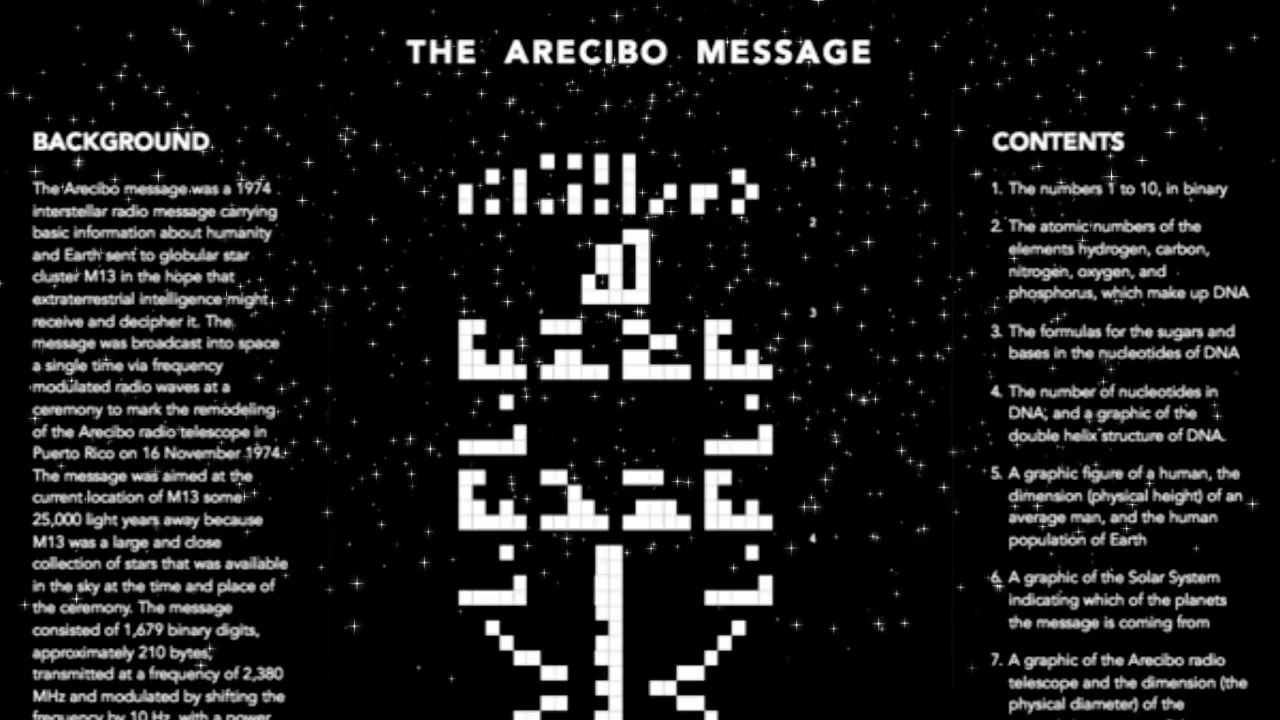 THE ARECIBO MESSAGE
BACKGROUND
The Arecibo message was a 1974
interstellar radio message carrying
basic information about humanity
and Earth sent to globular star
cluster M13 in the hope that
extraterrestrial intelligence might
receive and decipher it. The
message was broadcast into space
a single time via frequency
modulated radio waves at a
ceremony to mark the remodeling
of the Arecibo radio telescope in
Puerto Rico on 16 November 1974.
The message was aimed at the
current location of M13 some
25,000 light years away because
M13 was a large and close
collection of stars that was available
in the sky at the time and place of
the ceremony. The message
consisted of 1,679 binary digits,
approximately 210 bytes,
transmitted at a frequency of 2,380
MHz and modulated by shifting the
frequency by 10 Hz, with a power
1
2
3
4
CONTENTS
1. The numbers 1 to 10, in binary
2. The atomic numbers of the
elements hydrogen, carbon,
nitrogen, oxygen, and
phosphorus, which make up DNA
3. The formulas for the sugars and
bases in the nucleotides of DNA
4. The number of nucleotides in
DNA, and a graphic of the
double helix structure of DNA.
5. A graphic figure of a human, the
dimension (physical height) of an
average man, and the human
population of Earth
6. A graphic of the Solar System
indicating which of the planets
the message is coming from
7. A graphic of the Arecibo radio
telescope and the dimension (the
physical diameter) of the